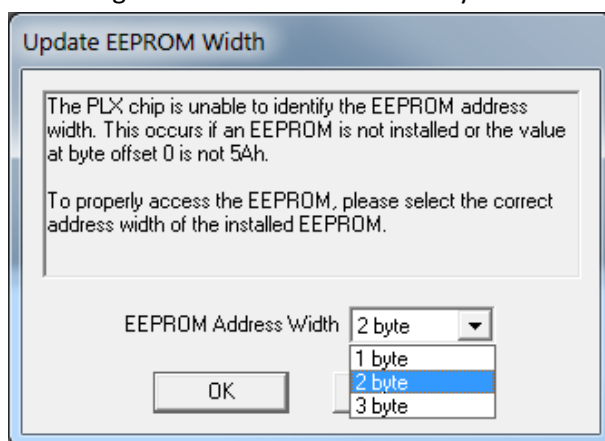 Update EEPROM Width
The PLX chip is unable to identify the EEPROM address
width. This occurs if an EEPROM is not installed or the value
at byte offset 0 is not 5Ah.
To properly access the EEPROM, please select the correct
address width of the installed EEPROM.
EEPROM Address Width 2 byte
1 byte
2 byte
3 byte
OK